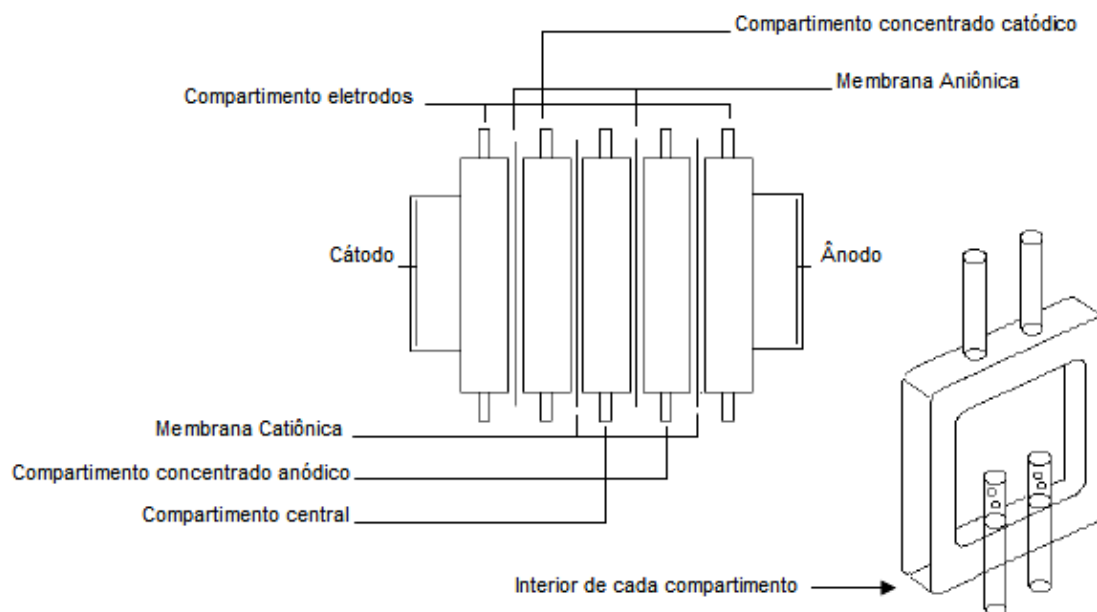 Compartimento concentrado catódico
Membrana Aniônica
Compartimento eletrodos
Cátodo
Ânodo
Membrana Catiônica
Compartimento concentrado anódico
Compartimento central
Interior de cada compartimento